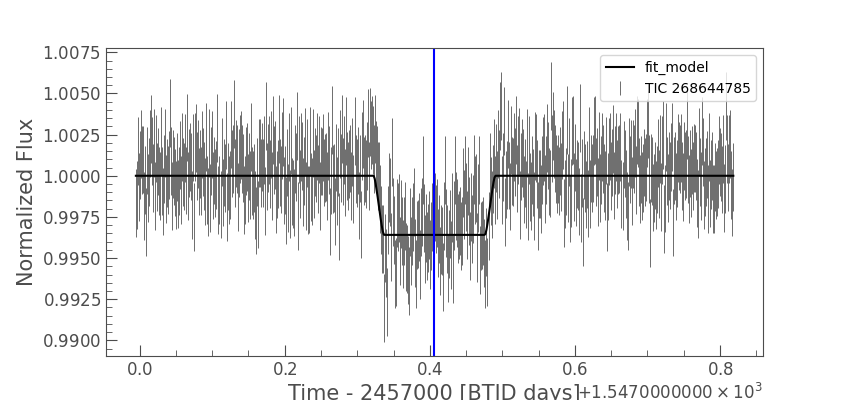 fit_model
TIC 268644785
Normalized Flux
1.0075
1.0050
1.0025
1.0000
0.9975
0.9950
0.9925
0.9900
0.0 0.2 0.4 0.6 0.8
Time - 2457000 [BTJD days]
+1.5470000000 × 10³